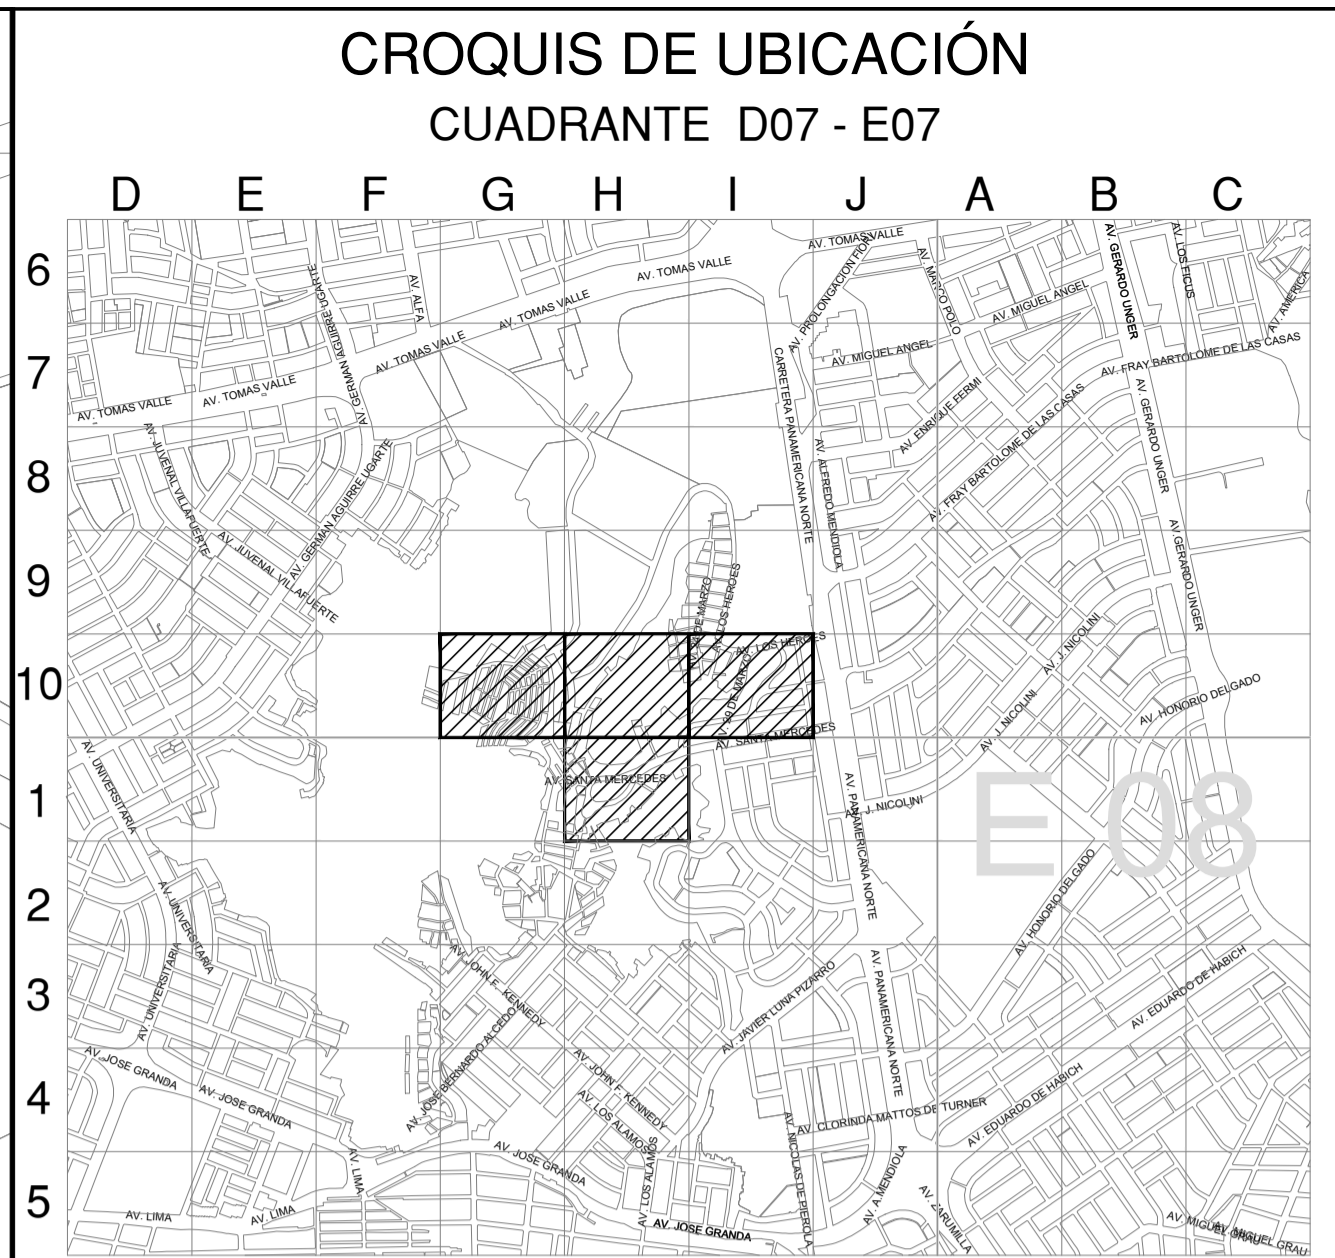 CROQUIS DE UBICACIÓN
CUADRANTE D07 - E07
D E F G H I J A B C
6
AV. TOMAS VALLE
AV. TOMAS VALLE
AV. GERARDO UNGER
AV. LOS FICUS
AV. AMERICA
AV. GERMAN AGUIRRE UGARTE
AV. ALFA
AV. TOMAS VALLE
AV. PROLONGACION FIORI
AV. MARCO POLO
AV. MIGUEL ANGEL
7
AV. TOMAS VALLE
AV. TOMAS VALLE
AV. TOMAS VALLE
AV. GERMAN AGUIRRE UGARTE
CARRETERA PANAMERICANA NORTE
AV. MIGUEL ANGEL
AV. ENRIQUE FERMI
AV. FRAY BARTOLOME DE LAS CASAS
AV. GERARDO UNGER
8
AV. JUVENAL VILLAFUERTE
AV. GERMAN AGUIRRE UGARTE
AV. ALFREDO MENDIOLA
AV. FRAY BARTOLOME DE LAS CASAS
9
AV. JUVENAL VILLAFUERTE
DE MARZO
LOS HEROES
AV. GERARDO UNGER
10
AV. LOS HEROES
DE MARZO
AV. SANTA MERCEDES
AV. J. NICOLINI
AV. J. NICOLINI
AV. HONORIO DELGADO
1
AV. UNIVERSITARIA
AV. SANTA MERCEDES
AV. PANAMERICANA NORTE
AV. J. NICOLINI
E 08
2
AV. UNIVERSITARIA
AV. HONORIO DELGADO
3
AV. UNIVERSITARIA
AV. JOHN F. KENNEDY
AV. JAVIER LUNA PIZARRO
AV. PANAMERICANA NORTE
AV. EDUARDO DE HABICH
4
AV. JOSE GRANDA
AV. JOSE GRANDA
AV. JOSE BERNARDO ALCEDO
AV. JOHN F. KENNEDY
AV. LOS ALAMOS
AV. CLORINDA MATTOS DE TURNER
AV. EDUARDO DE HABICH
5
AV. LIMA
AV. LIMA
AV. LIMA
AV. JOSE GRANDA
AV. LOS ALAMOS
AV. JOSE GRANDA
AV. NICOLAS DE PIEROLA
AV. A.MENDIOLA
AV. ZARUMILLA
AV. MIGUEL GRAU
AV. MIGUEL GRAU